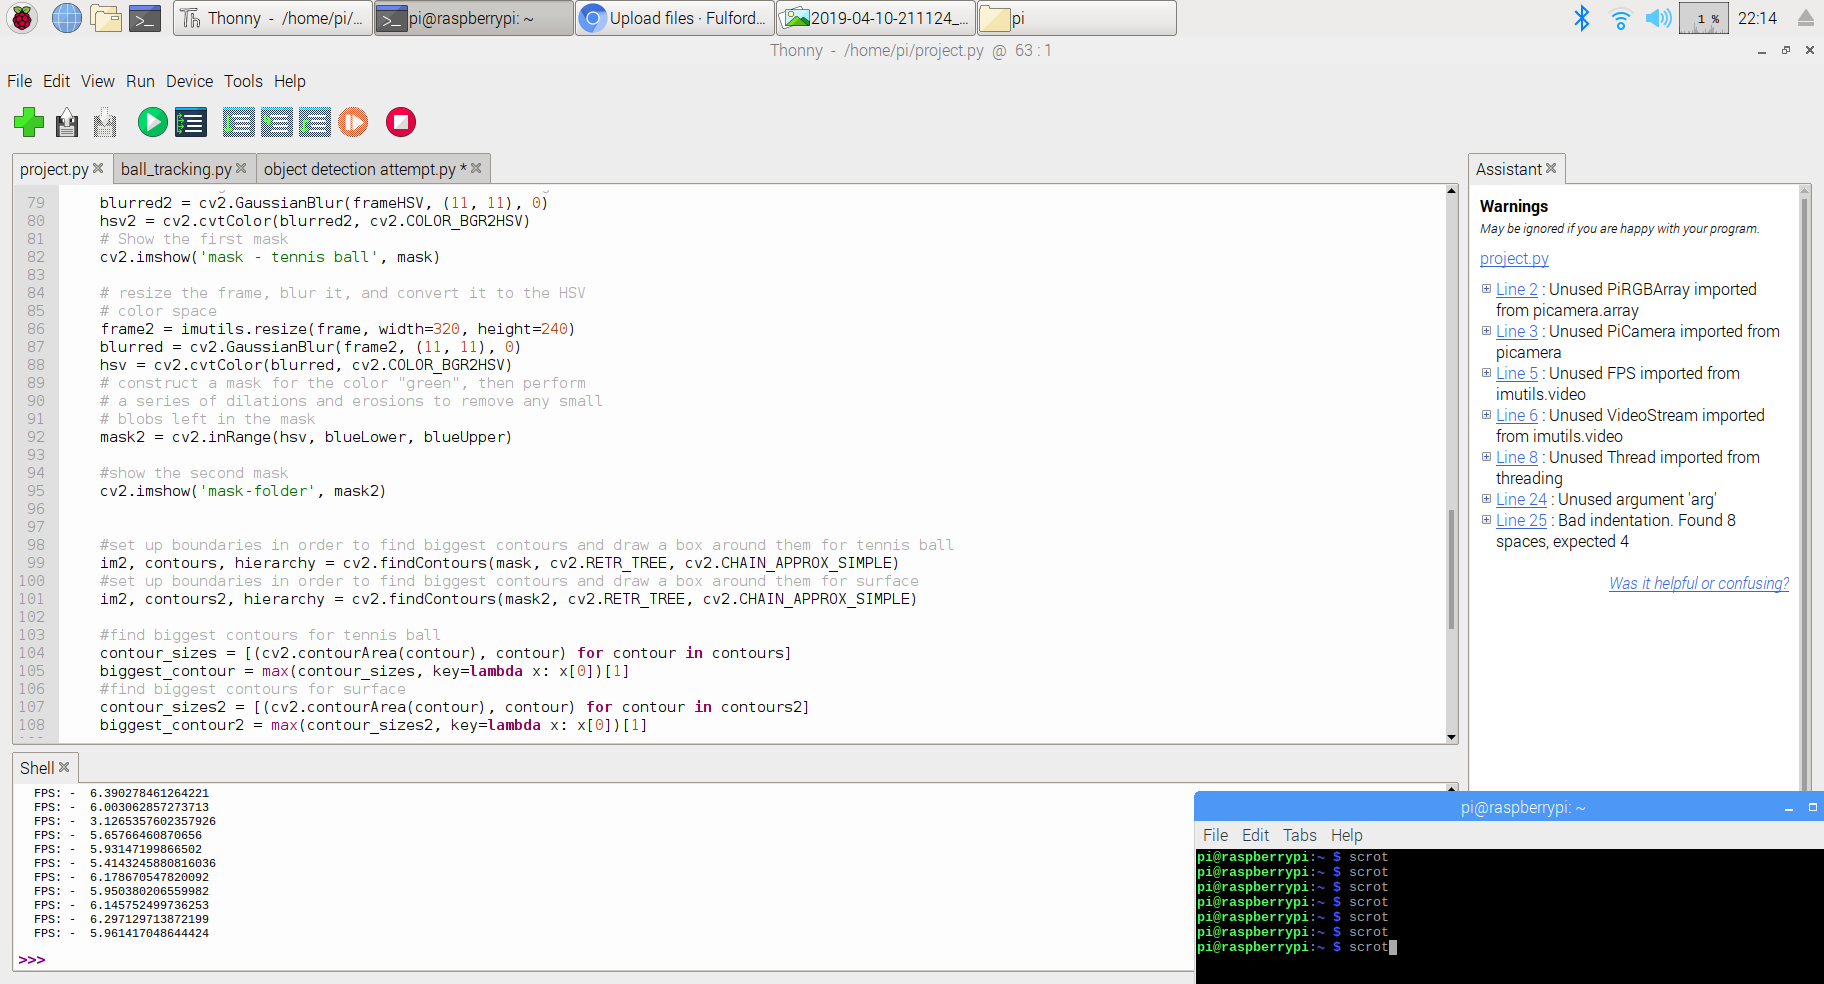 Thonny - /home/pi/...
pi@raspberrypi: ~
Upload files · Fulford...
2019-04-10-211124_...
pi
1 %
22:14
Thonny - /home/pi/project.py @ 63 : 1
File Edit View Run Device Tools Help
project.py
ball_tracking.py
object detection attempt.py *
79 blurred2 = cv2.GaussianBlur(frameHSV, (11, 11), 0)
80 hsv2 = cv2.cvtColor(blurred2, cv2.COLOR_BGR2HSV)
81 # Show the first mask
82 cv2.imshow('mask - tennis ball', mask)
83
84 # resize the frame, blur it, and convert it to the HSV
85 # color space
86 frame2 = imutils.resize(frame, width=320, height=240)
87 blurred = cv2.GaussianBlur(frame2, (11, 11), 0)
88 hsv = cv2.cvtColor(blurred, cv2.COLOR_BGR2HSV)
89 # construct a mask for the color "green", then perform
90 # a series of dilations and erosions to remove any small
91 # blobs left in the mask
92 mask2 = cv2.inRange(hsv, blueLower, blueUpper)
93
94 #show the second mask
95 cv2.imshow('mask-folder', mask2)
96
97
98 #set up boundaries in order to find biggest contours and draw a box around them for tennis ball
99 im2, contours, hierarchy = cv2.findContours(mask, cv2.RETR_TREE, cv2.CHAIN_APPROX_SIMPLE)
100 #set up boundaries in order to find biggest contours and draw a box around them for surface
101 im2, contours2, hierarchy = cv2.findContours(mask2, cv2.RETR_TREE, cv2.CHAIN_APPROX_SIMPLE)
102
103 #find biggest contours for tennis ball
104 contour_sizes = [(cv2.contourArea(contour), contour) for contour in contours]
105 biggest_contour = max(contour_sizes, key=lambda x: x[0])[1]
106 #find biggest contours for surface
107 contour_sizes2 = [(cv2.contourArea(contour), contour) for contour in contours2]
108 biggest_contour2 = max(contour_sizes2, key=lambda x: x[0])[1]
Assistant
Warnings
May be ignored if you are happy with your program.
project.py
Line 2 : Unused PiRGBArray imported
from picamera.array
Line 3 : Unused PiCamera imported from
picamera
Line 5 : Unused FPS imported from
imutils.video
Line 6 : Unused VideoStream imported
from imutils.video
Line 8 : Unused Thread imported from
threading
Line 24 : Unused argument 'arg'
Line 25 : Bad indentation. Found 8
spaces, expected 4
Was it helpful or confusing?
Shell
FPS: - 6.390278461264221
FPS: - 6.003062857273713
FPS: - 3.1265357602357926
FPS: - 5.65766460870656
FPS: - 5.93147199866502
FPS: - 5.4143245880816036
FPS: - 6.178670547820092
FPS: - 5.950380206559982
FPS: - 6.145752499736253
FPS: - 6.297129713872199
FPS: - 5.961417048644424
>>>
pi@raspberrypi: ~
File Edit Tabs Help
pi@raspberrypi:~ $ scrot
pi@raspberrypi:~ $ scrot
pi@raspberrypi:~ $ scrot
pi@raspberrypi:~ $ scrot
pi@raspberrypi:~ $ scrot
pi@raspberrypi:~ $ scrot
pi@raspberrypi:~ $ scrot